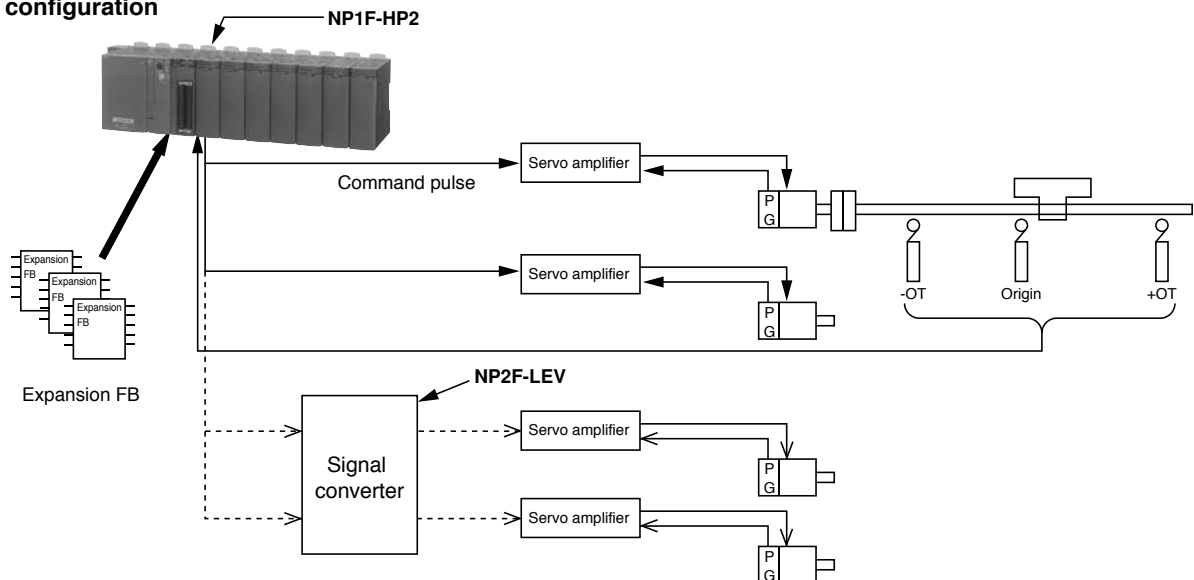 configuration
NP1F-HP2
Servo amplifier
Command pulse
P
G
Expansion
FB
Expansion
FB
Expansion
FB
Servo amplifier
-OT
Origin
+OT
P
G
Expansion FB
NP2F-LEV
Servo amplifier
Signal
converter
P
G
Servo amplifier
P
G